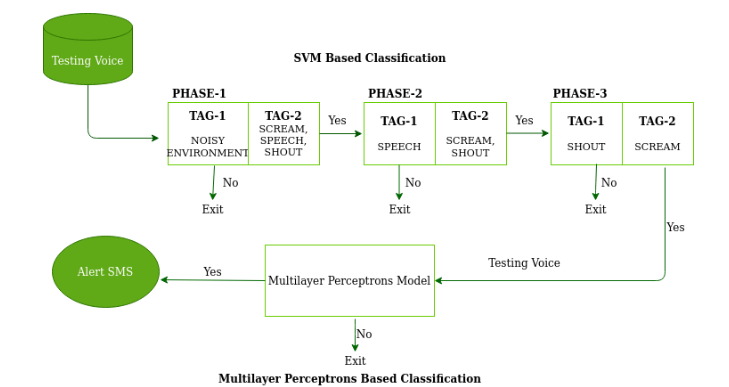 Testing Voice
SVM Based Classification
PHASE-1
TAG-1
NOISY
ENVIRONMENT
TAG-2
SCREAM,
SPEECH,
SHOUT
Yes
No
Exit
PHASE-2
TAG-1
SPEECH
TAG-2
SCREAM,
SHOUT
Yes
No
Exit
PHASE-3
TAG-1
SHOUT
TAG-2
SCREAM
No
Exit
Yes
Testing Voice
Multilayer Perceptrons Model
Yes
Alert SMS
No
Exit
Multilayer Perceptrons Based Classification